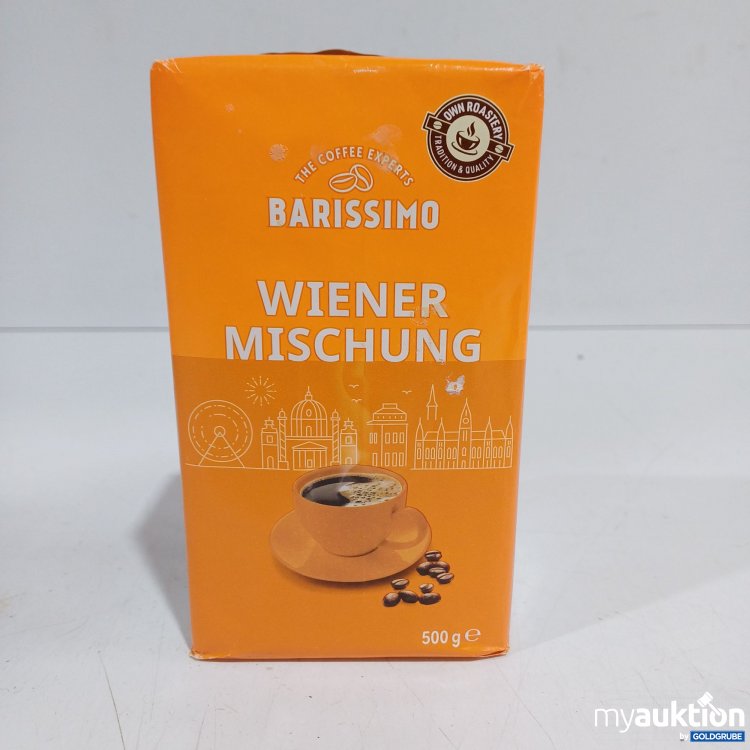 OWN ROASTERY
TRADITION & QUALITY
THE COFFEE EXPERTS
BARISSIMO
WIENER
MISCHUNG
500 g ℮
myauktion
by GOLDGRUBE